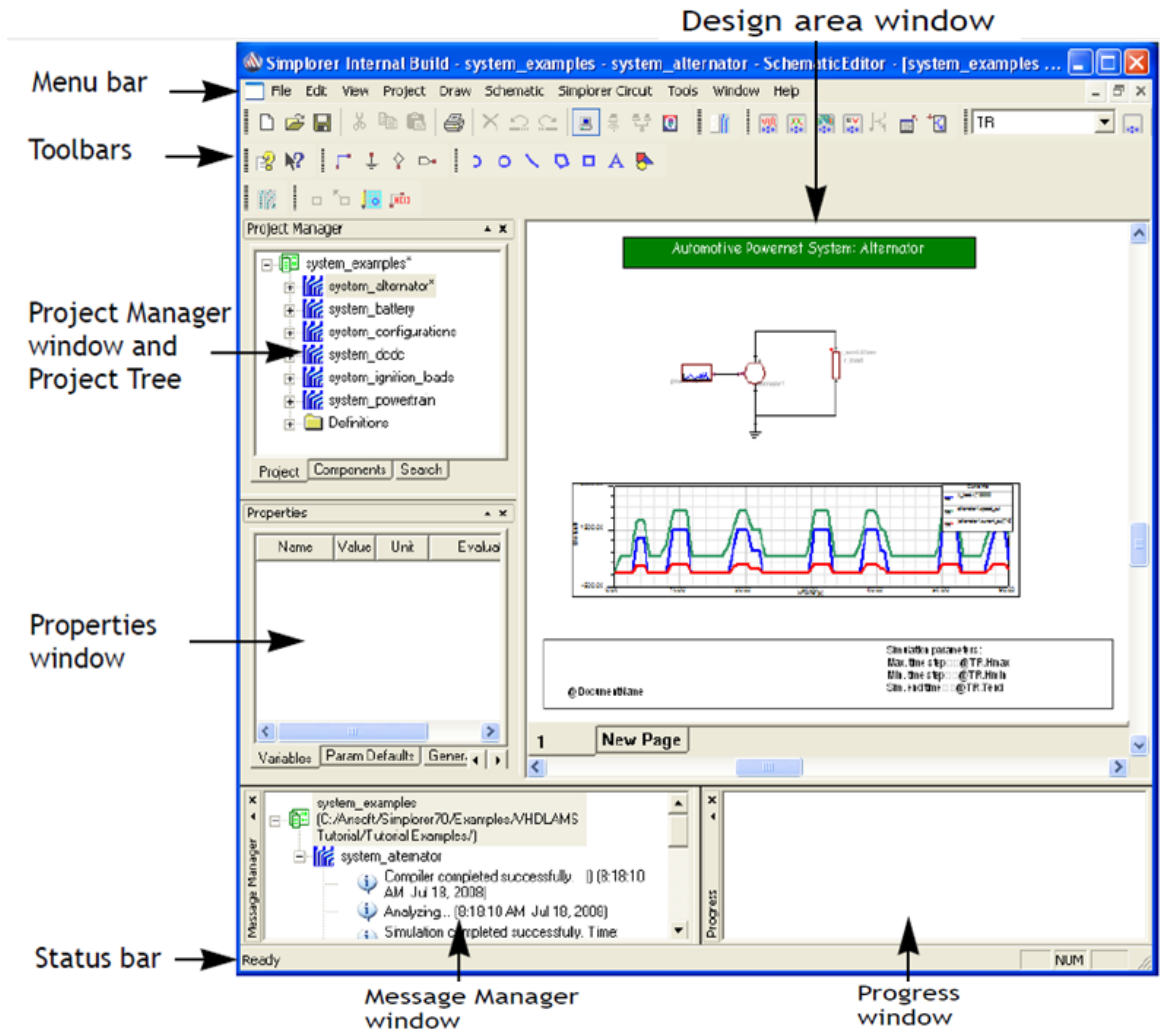 Design area window
Simplorer Internal Build - system_examples - system_alternator - SchematicEditor - [system_examples ...
Menu bar
File Edit View Project Draw Schematic Simplorer Circuit Tools Window Help
TR
Toolbars
Project Manager
Automotive Powernet System: Alternator
system_examples*
system_alternator*
system_battery
system_configurations
system_dcdc
system_ignition_loads
system_powertrain
Definitions
Project Manager
window and
Project Tree
Project Components Search
Properties
Name Value Unit Evalua
Properties
window
Simulation parameters:
Max. time step @TR.Hmax
Min. time step @TR.Hmin
Sim. end time @TR.Tend
@DocumentName
1 New Page
Variables Param Defaults Gener
Message Manager
system_examples
(C:/Ansoft/Simplorer70/Examples/VHDLAMS
Tutorial/Tutorial Examples/)
system_alternator
Compiler completed successfully. () (8:18:10
AM Jul 18, 2008)
Analyzing... (8:18:10 AM Jul 18, 2008)
Simulation completed successfully. Time:
Progress
Status bar
Ready
NUM
Message Manager
window
Progress
window